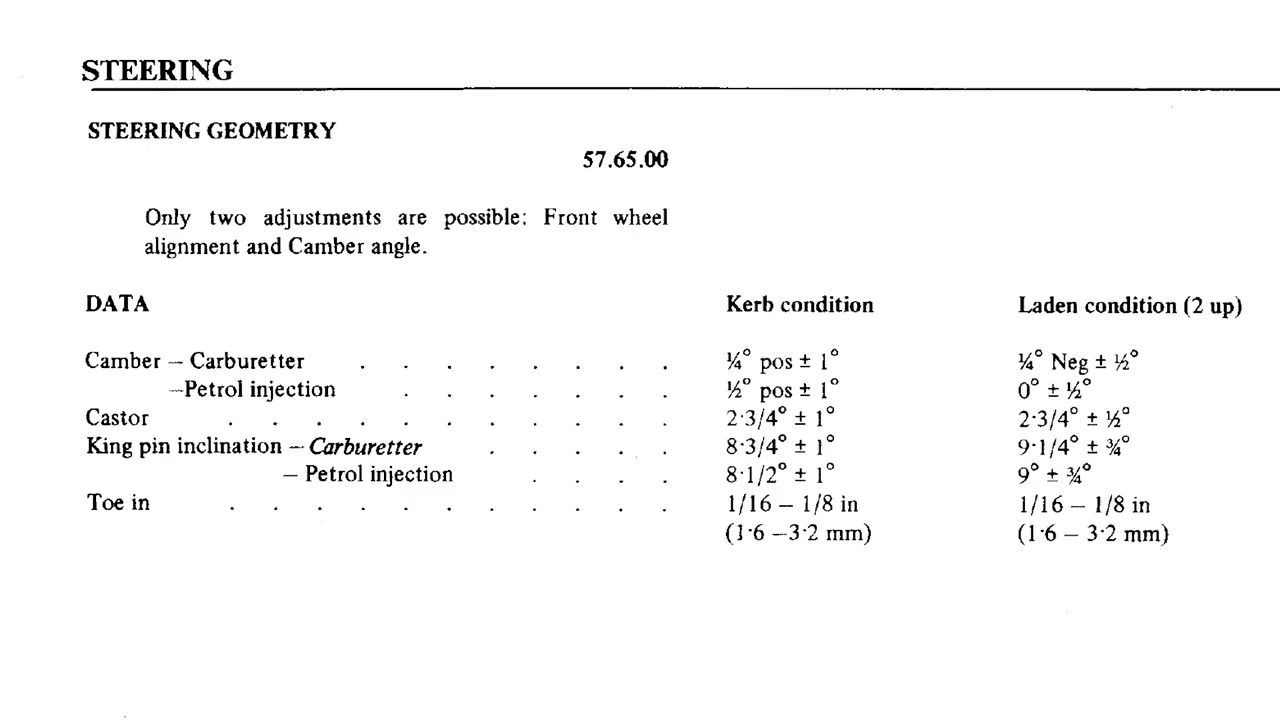 STEERING
STEERING GEOMETRY
57.65.00
Only two adjustments are possible: Front wheel
alignment and Camber angle.
DATA Kerb condition Laden condition (2 up)
Camber – Carburetter . . . . . . . . ¼° pos ± 1° ¼° Neg ± ½°
–Petrol injection . . . . . . . ½° pos ± 1° 0° ± ½°
Castor . . . . . . . . . . . 2·3/4° ± 1° 2·3/4° ± ½°
King pin inclination – Carburetter . . . . . 8·3/4° ± 1° 9·1/4° ± ¾°
– Petrol injection . . . . 8·1/2° ± 1° 9° ± ¾°
Toe in . . . . . . . . . . . 1/16 – 1/8 in 1/16 – 1/8 in
(1·6 –3·2 mm) (1·6 – 3·2 mm)